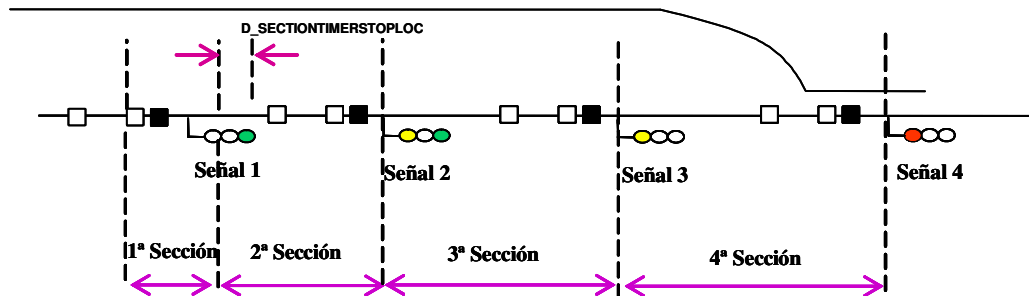 D_SECTIONTIMERSTOPLOC
Señal 1
Señal 2
Señal 3
Señal 4
1ª Sección
2ª Sección
3ª Sección
4ª Sección